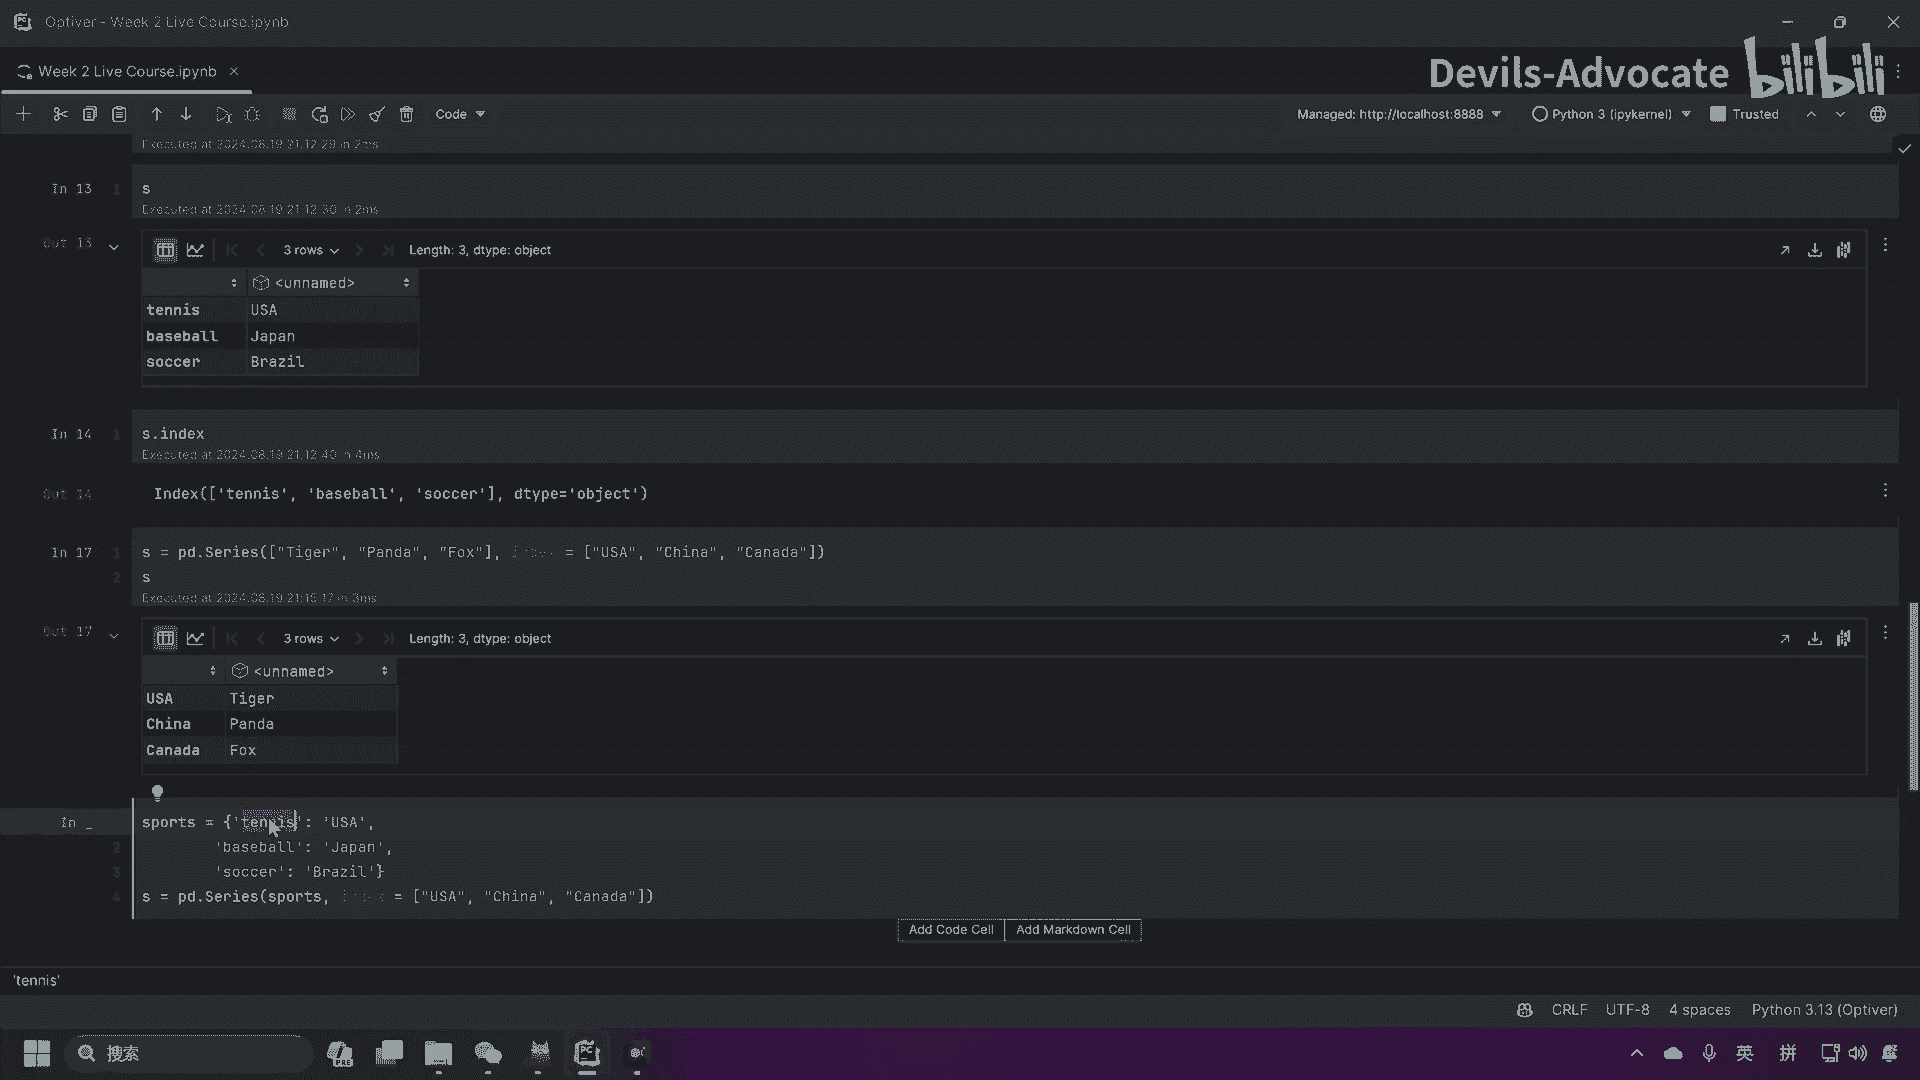 Optiver - Week 2 Live Course.ipynb
Week 2 Live Course.ipynb
Devils-Advocate bilibili
Code
Managed: http://localhost:8888
Python 3 (ipykernel)
Trusted
Executed at 2024.08.19 21:12:29 in 2ms
In 13
1 s
Executed at 2024.08.19 21:12:30 in 2ms
Out 13
3 rows
Length: 3, dtype: object
<unnamed>
tennis USA
baseball Japan
soccer Brazil
In 14
1 s.index
Executed at 2024.08.19 21:12:40 in 4ms
Out 14
Index(['tennis', 'baseball', 'soccer'], dtype='object')
In 17
1 s = pd.Series(["Tiger", "Panda", "Fox"], = ["USA", "China", "Canada"])
2 s
Executed at 2024.08.19 21:15:17 in 3ms
Out 17
3 rows
Length: 3, dtype: object
<unnamed>
USA Tiger
China Panda
Canada Fox
In _
sports = {'tennis': 'USA',
2 'baseball': 'Japan',
3 'soccer': 'Brazil'}
4 s = pd.Series(sports, = ["USA", "China", "Canada"])
Add Code Cell
Add Markdown Cell
'tennis'
CRLF
UTF-8
4 spaces
Python 3.13 (Optiver)
搜索
PRE
PC
英
拼